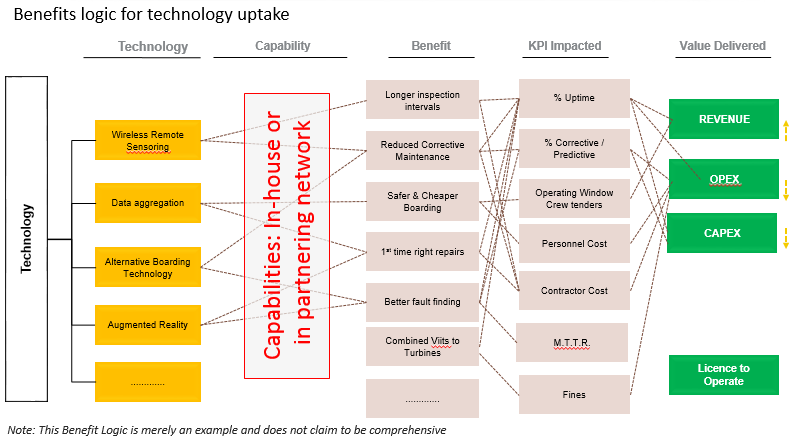 Benefits logic for technology uptake
Technology
Capability
Benefit
KPI Impacted
Value Delivered
Technology
Wireless Remote
Sensoring
Data aggregation
Alternative Boarding
Technology
Augmented Reality
.............
Capabilities: In-house or
in partnering network
Longer inspection
intervals
Reduced Corrective
Maintenance
Safer & Cheaper
Boarding
1st time right repairs
Better fault finding
Combined Viits to
Turbines
.............
% Uptime
% Corrective /
Predictive
Operating Window
Crew tenders
Personnel Cost
Contractor Cost
M.T.T.R.
Fines
REVENUE
OPEX
CAPEX
Licence to
Operate
Note: This Benefit Logic is merely an example and does not claim to be comprehensive